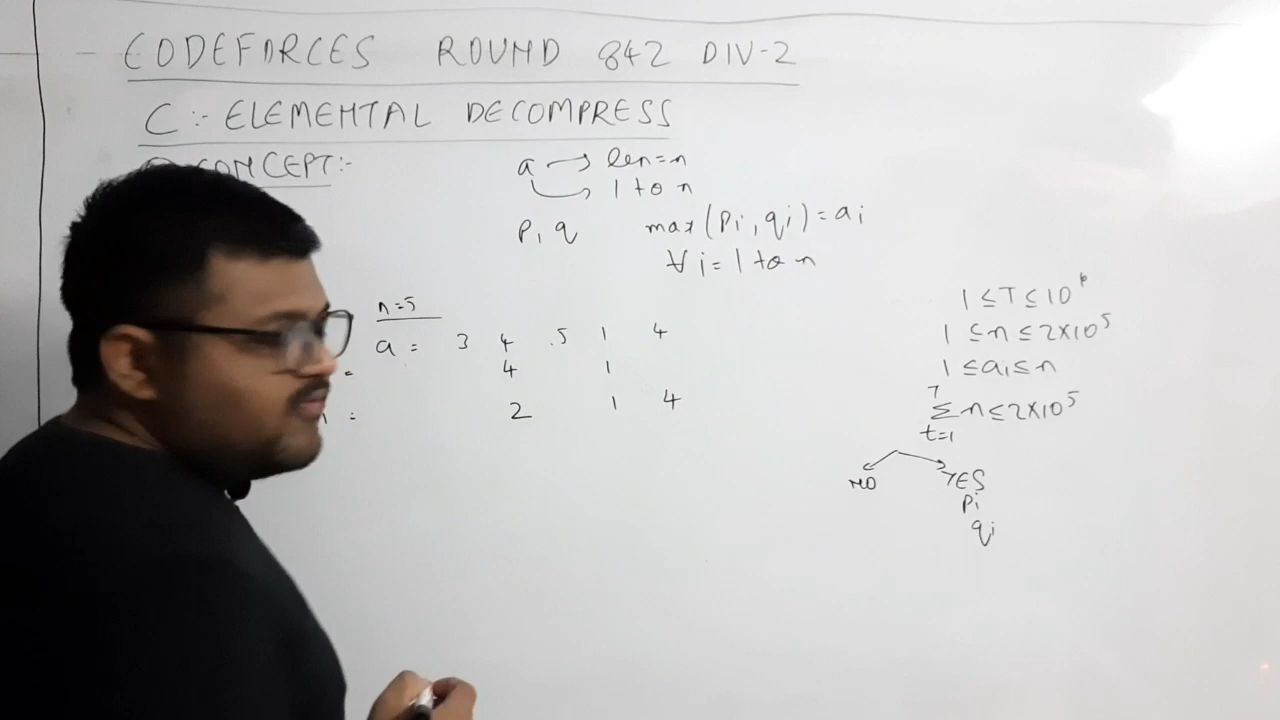 CODEFORCES ROUND 842 DIV-2
C:- ELEMENTAL DECOMPRESS
CONCEPT:-
a → len=n
→ 1 to n
p, q max(pi, qi) = ai
∀ i = 1 to n
n=5
a = 3 4 .5 1 4
= 4 1
= 2 1 4
1 ≤ T ≤ 10
1 ≤ n ≤ 2×10⁵
1 ≤ ai ≤ n
T
Σ n ≤ 2×10⁵
t=1
NO YES
pi
qi